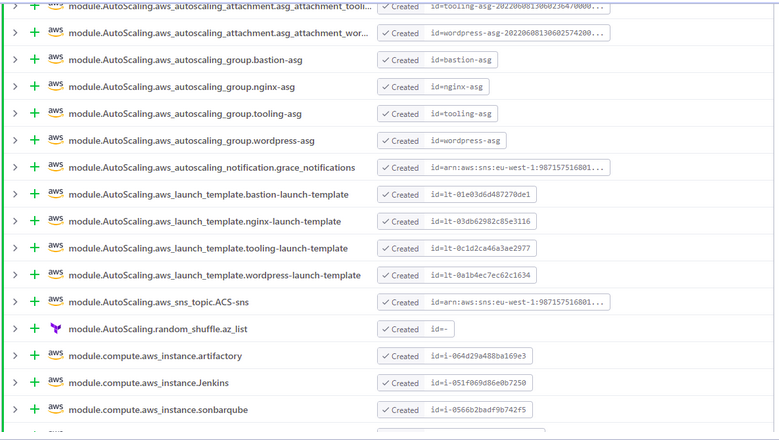 aws module.AutoScaling.aws_autoscaling_attachment.asg_attachment_tooli... Created id=tooling-asg-2022060813060236470000...
aws module.AutoScaling.aws_autoscaling_attachment.asg_attachment_wor... Created id=wordpress-asg-20220608130602574200...
aws module.AutoScaling.aws_autoscaling_group.bastion-asg Created id=bastion-asg
aws module.AutoScaling.aws_autoscaling_group.nginx-asg Created id=nginx-asg
aws module.AutoScaling.aws_autoscaling_group.tooling-asg Created id=tooling-asg
aws module.AutoScaling.aws_autoscaling_group.wordpress-asg Created id=wordpress-asg
aws module.AutoScaling.aws_autoscaling_notification.grace_notifications Created id=arn:aws:sns:eu-west-1:987157516801...
aws module.AutoScaling.aws_launch_template.bastion-launch-template Created id=lt-01e03d6d487270de1
aws module.AutoScaling.aws_launch_template.nginx-launch-template Created id=lt-03db62982c85e3116
aws module.AutoScaling.aws_launch_template.tooling-launch-template Created id=lt-0c1d2ca46a3ae2977
aws module.AutoScaling.aws_launch_template.wordpress-launch-template Created id=lt-0a1b4ec7ec62c1634
aws module.AutoScaling.aws_sns_topic.ACS-sns Created id=arn:aws:sns:eu-west-1:987157516801...
module.AutoScaling.random_shuffle.az_list Created id=-
aws module.compute.aws_instance.artifactory Created id=i-064d29a488ba169e3
aws module.compute.aws_instance.Jenkins Created id=i-051f069d86e0b7250
aws module.compute.aws_instance.sonbarqube Created id=i-0566b2badf9b742f5